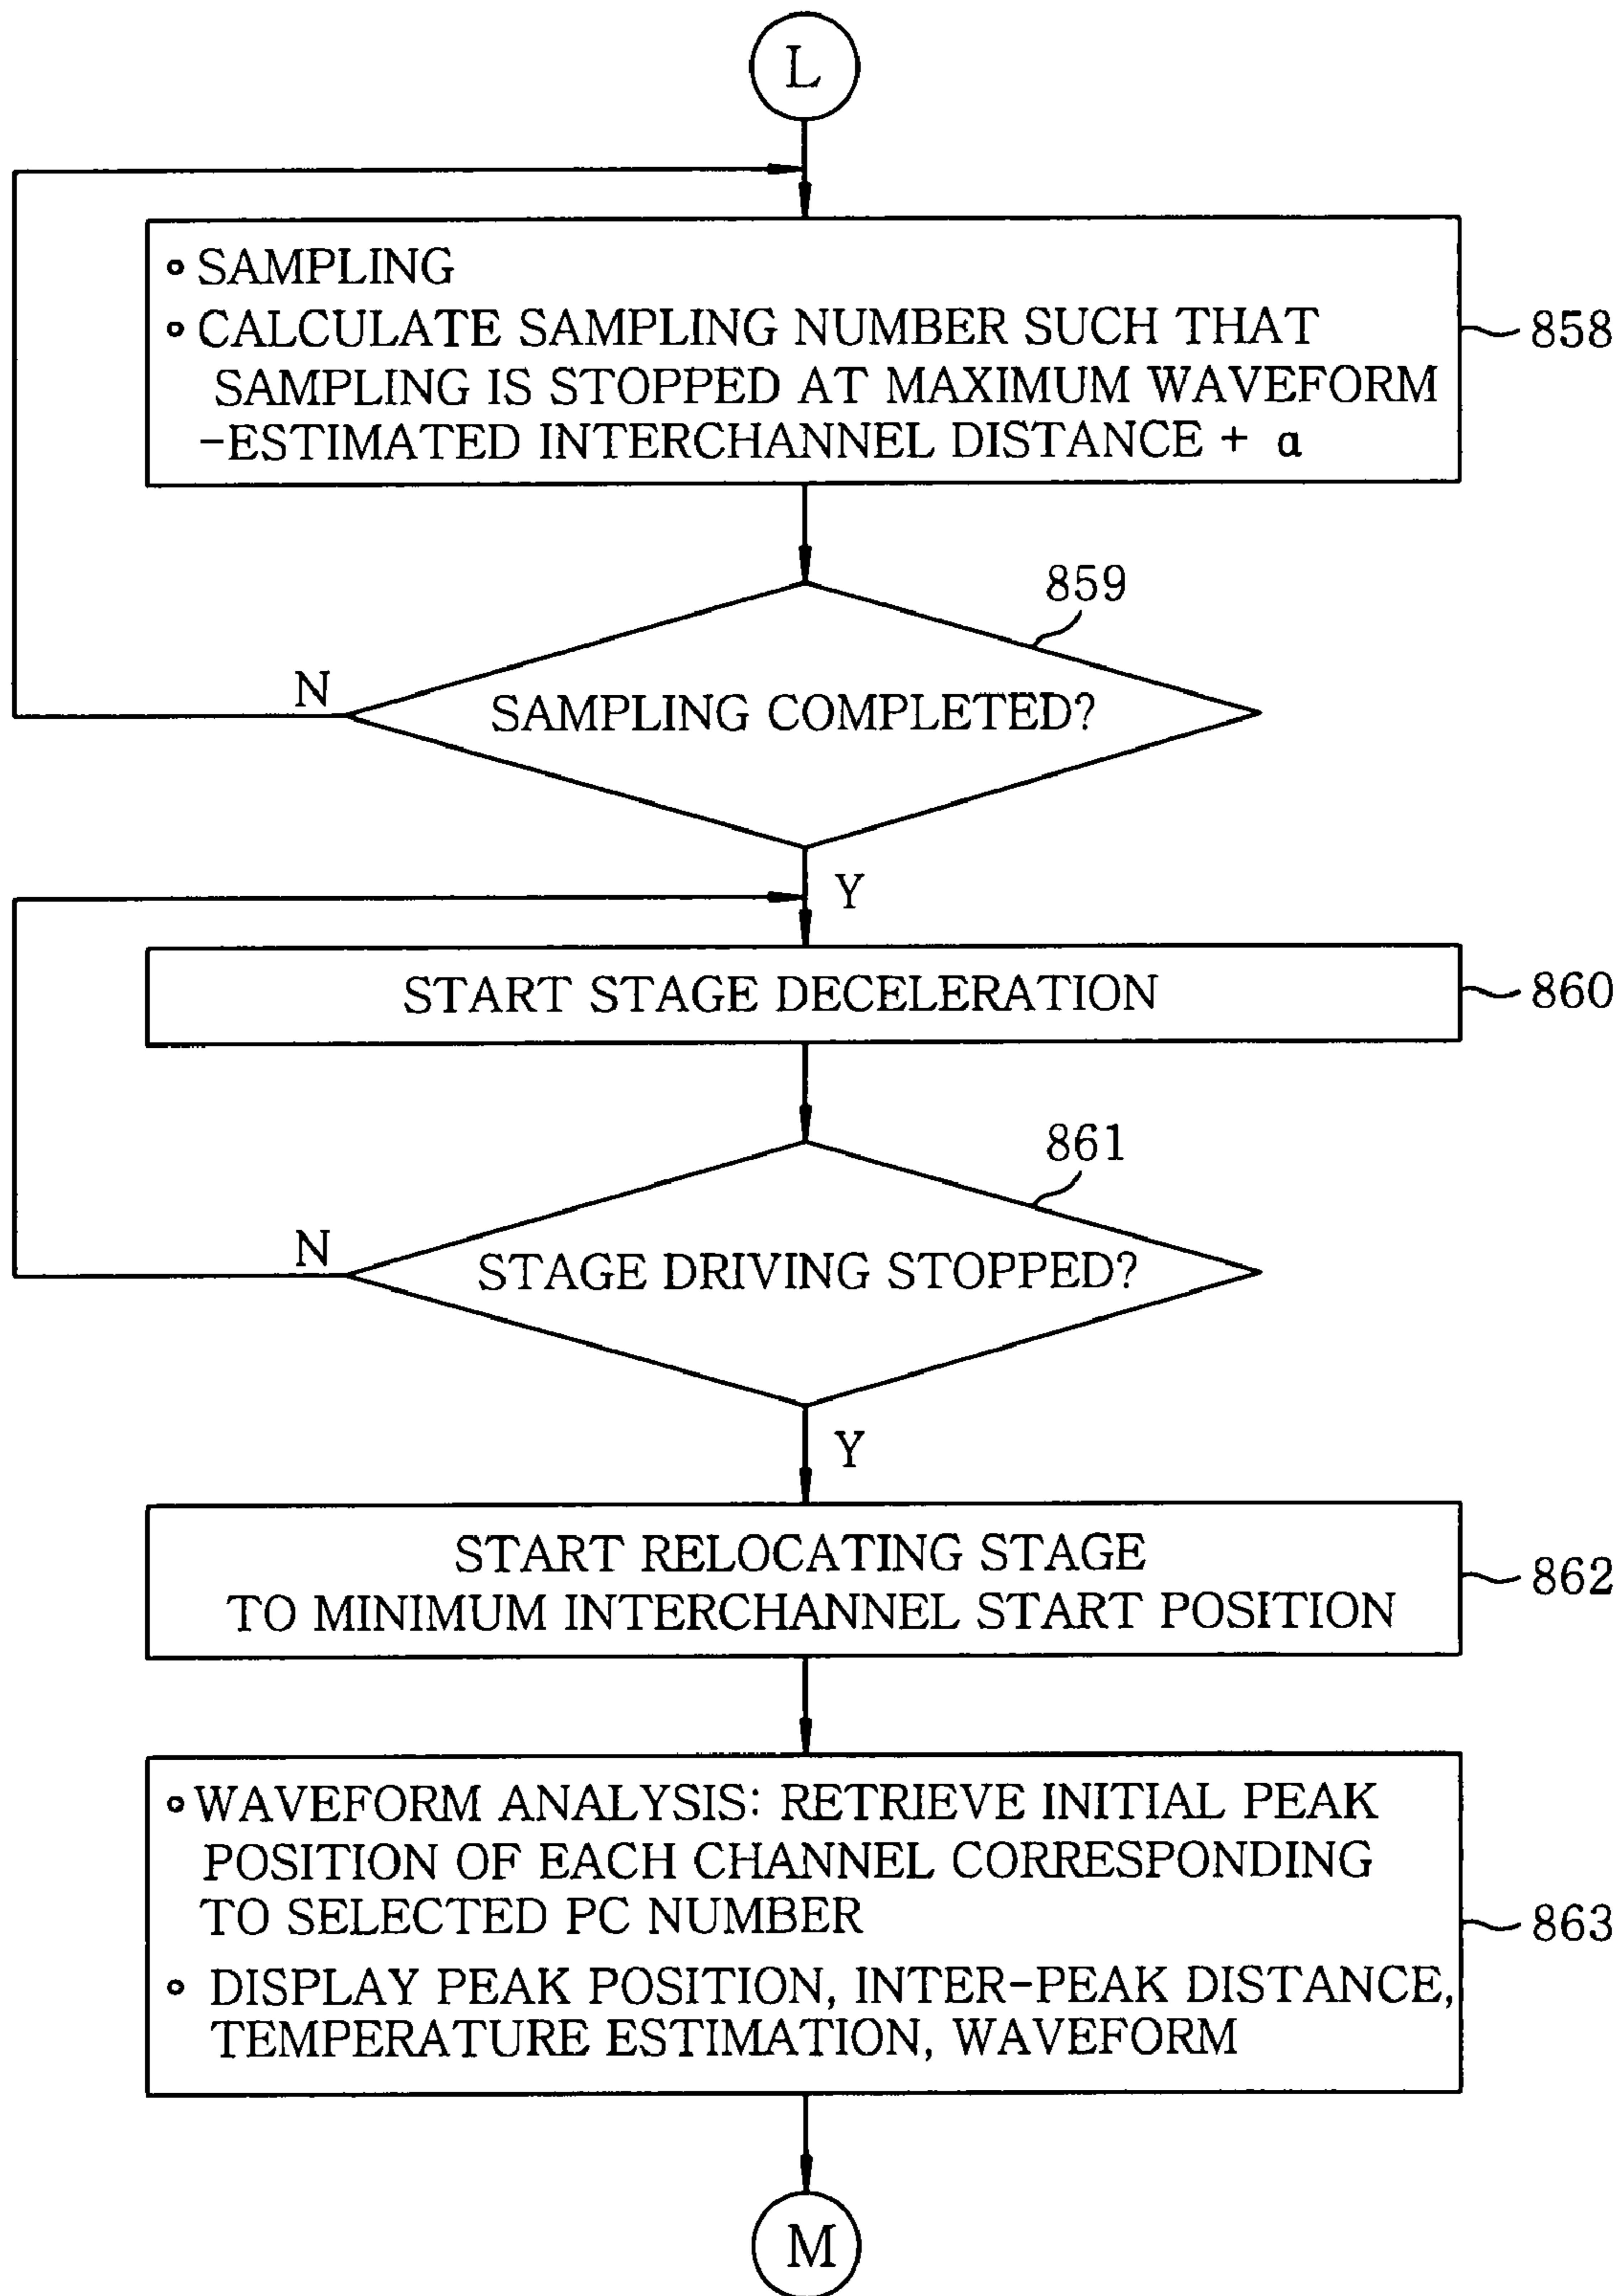 L
∘ SAMPLING
∘ CALCULATE SAMPLING NUMBER SUCH THAT
SAMPLING IS STOPPED AT MAXIMUM WAVEFORM
-ESTIMATED INTERCHANNEL DISTANCE + α
858
859
N
SAMPLING COMPLETED?
Y
START STAGE DECELERATION
860
861
N
STAGE DRIVING STOPPED?
Y
START RELOCATING STAGE
TO MINIMUM INTERCHANNEL START POSITION
862
∘ WAVEFORM ANALYSIS: RETRIEVE INITIAL PEAK
POSITION OF EACH CHANNEL CORRESPONDING
TO SELECTED PC NUMBER
∘ DISPLAY PEAK POSITION, INTER-PEAK DISTANCE,
TEMPERATURE ESTIMATION, WAVEFORM
863
M